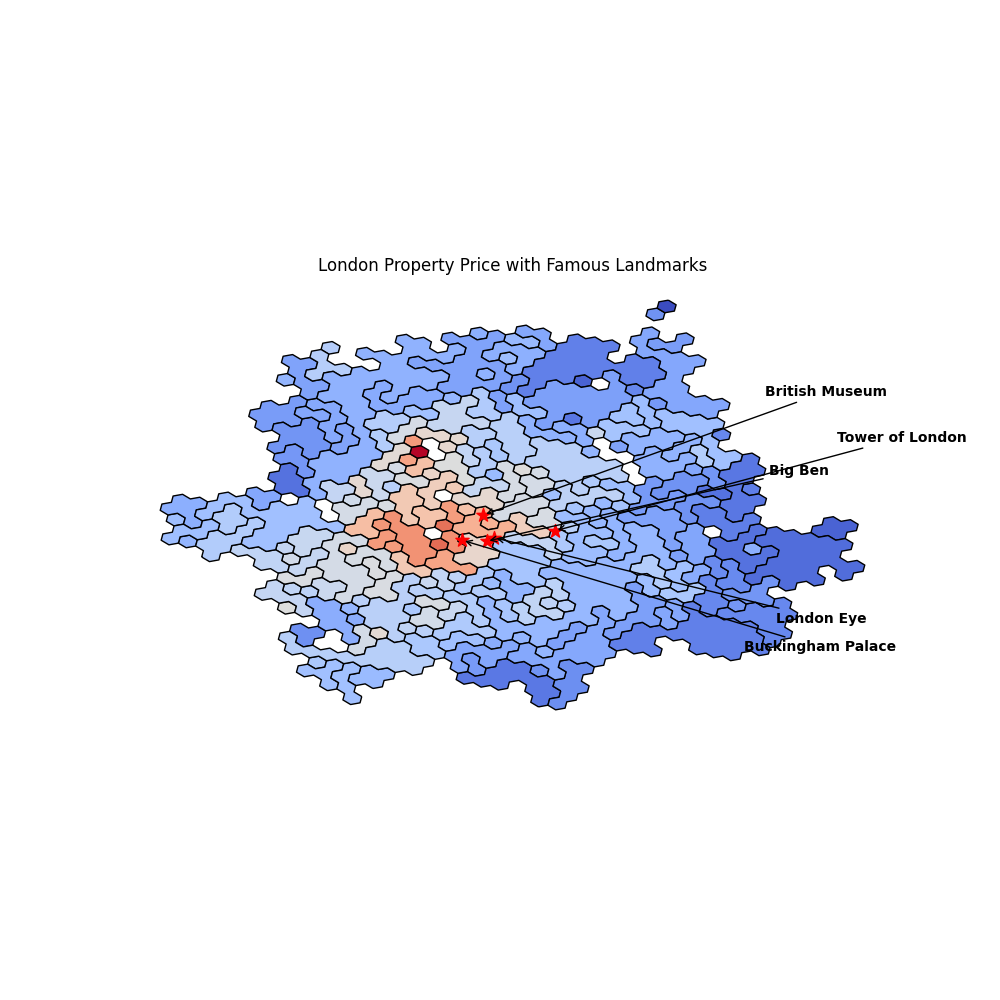 London Property Price with Famous Landmarks
British Museum
Tower of London
Big Ben
London Eye
Buckingham Palace